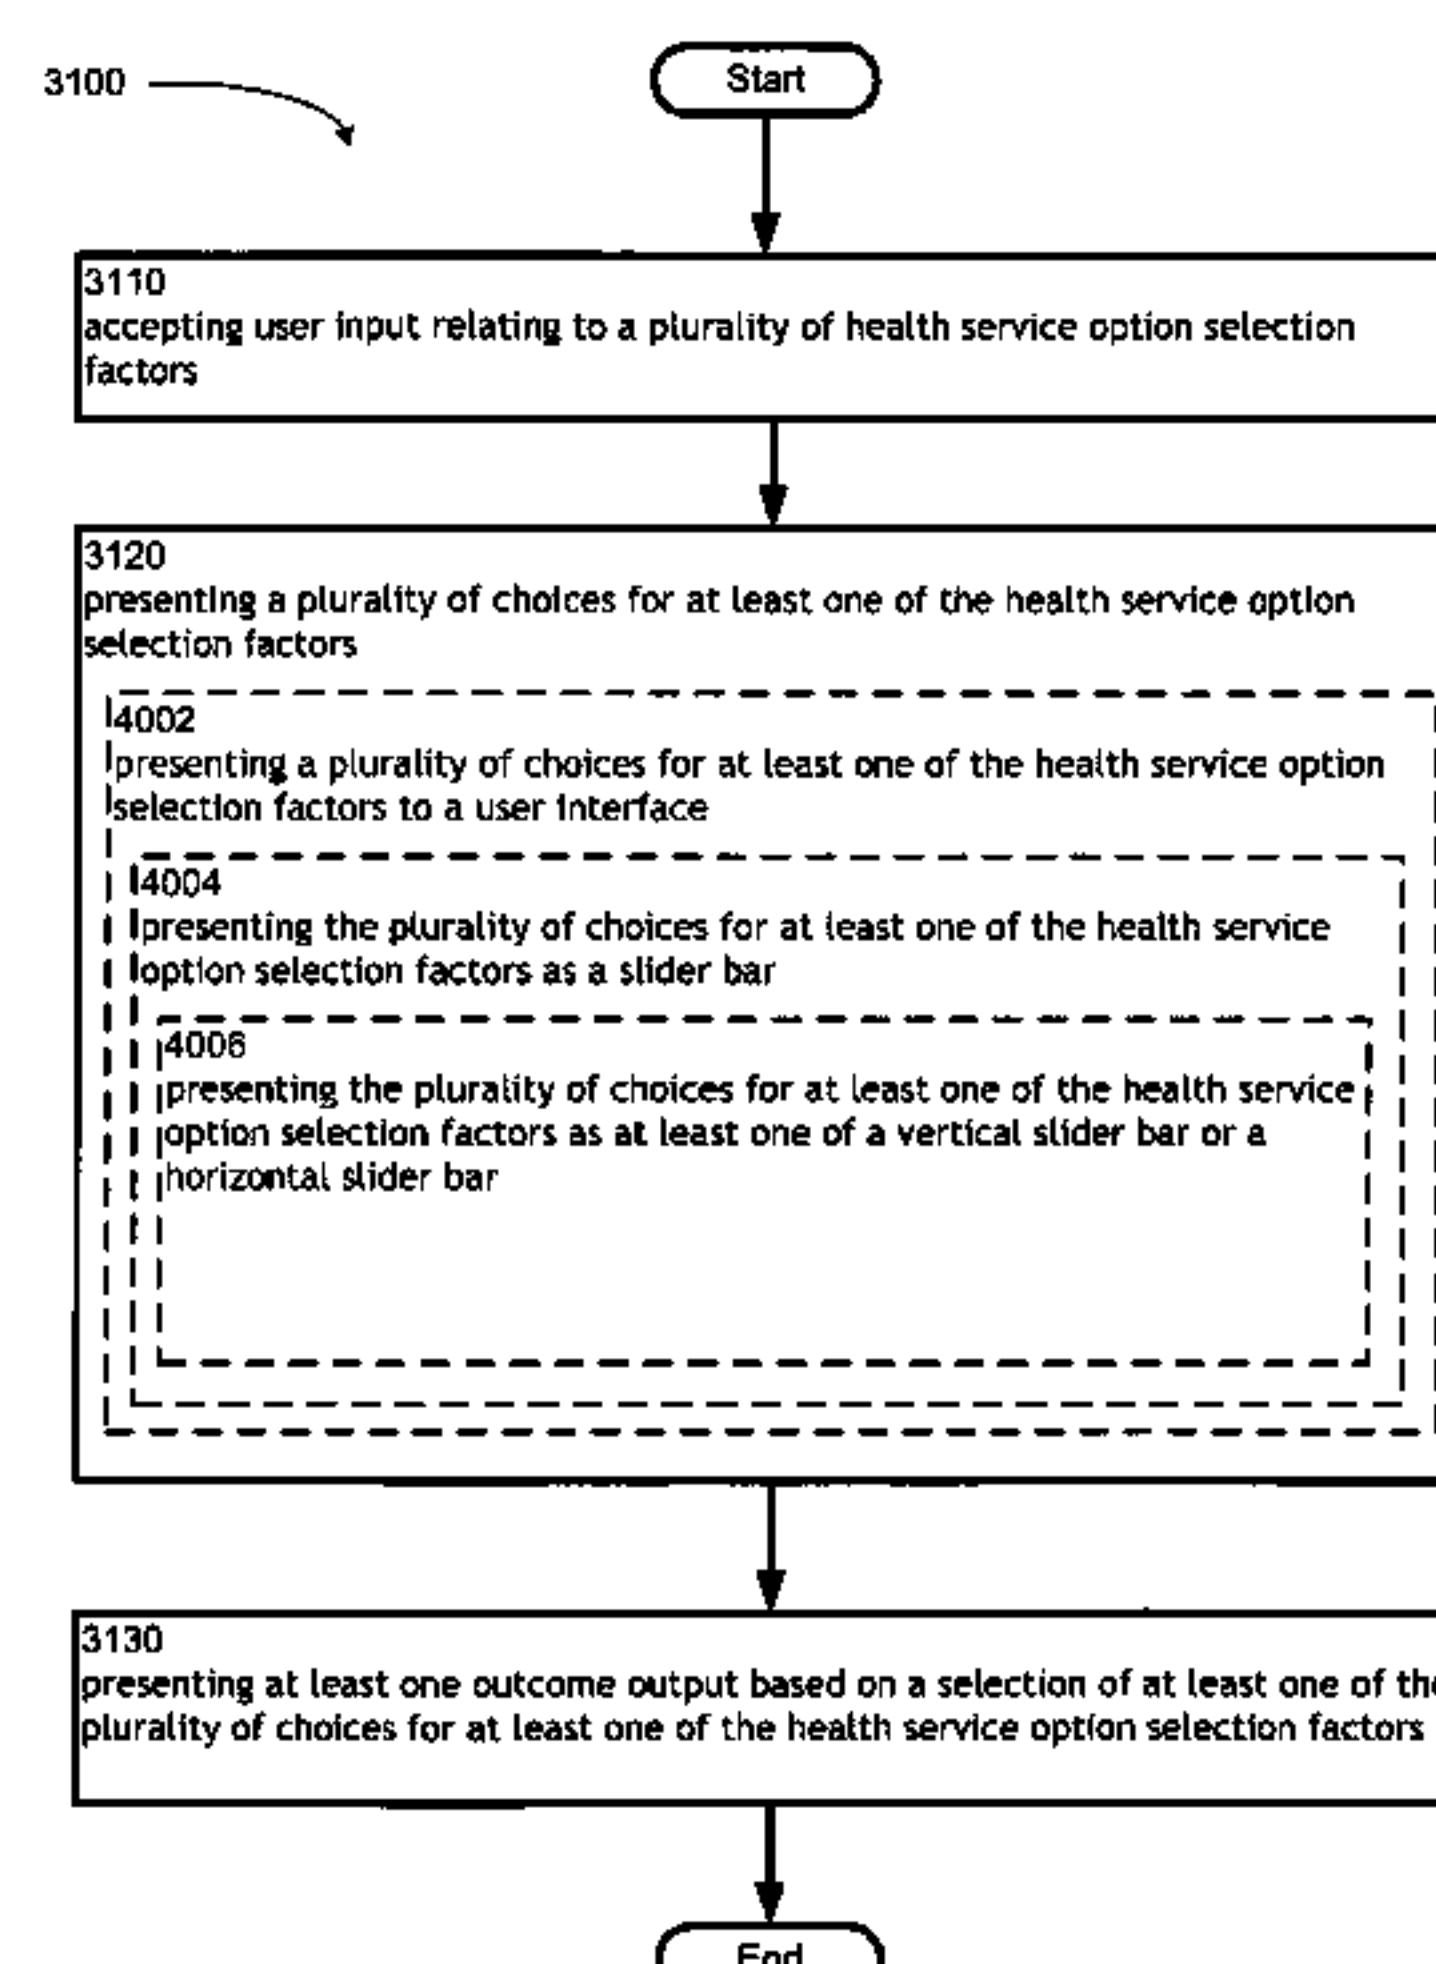 3100
Start
3110
accepting user input relating to a plurality of health service option selection
factors
3120
presenting a plurality of choices for at least one of the health service option
selection factors
4002
presenting a plurality of choices for at least one of the health service option
selection factors to a user interface
4004
presenting the plurality of choices for at least one of the health service
option selection factors as a slider bar
4006
presenting the plurality of choices for at least one of the health service
option selection factors as at least one of a vertical slider bar or a
horizontal slider bar
3130
presenting at least one outcome output based on a selection of at least one of the
plurality of choices for at least one of the health service option selection factors
End